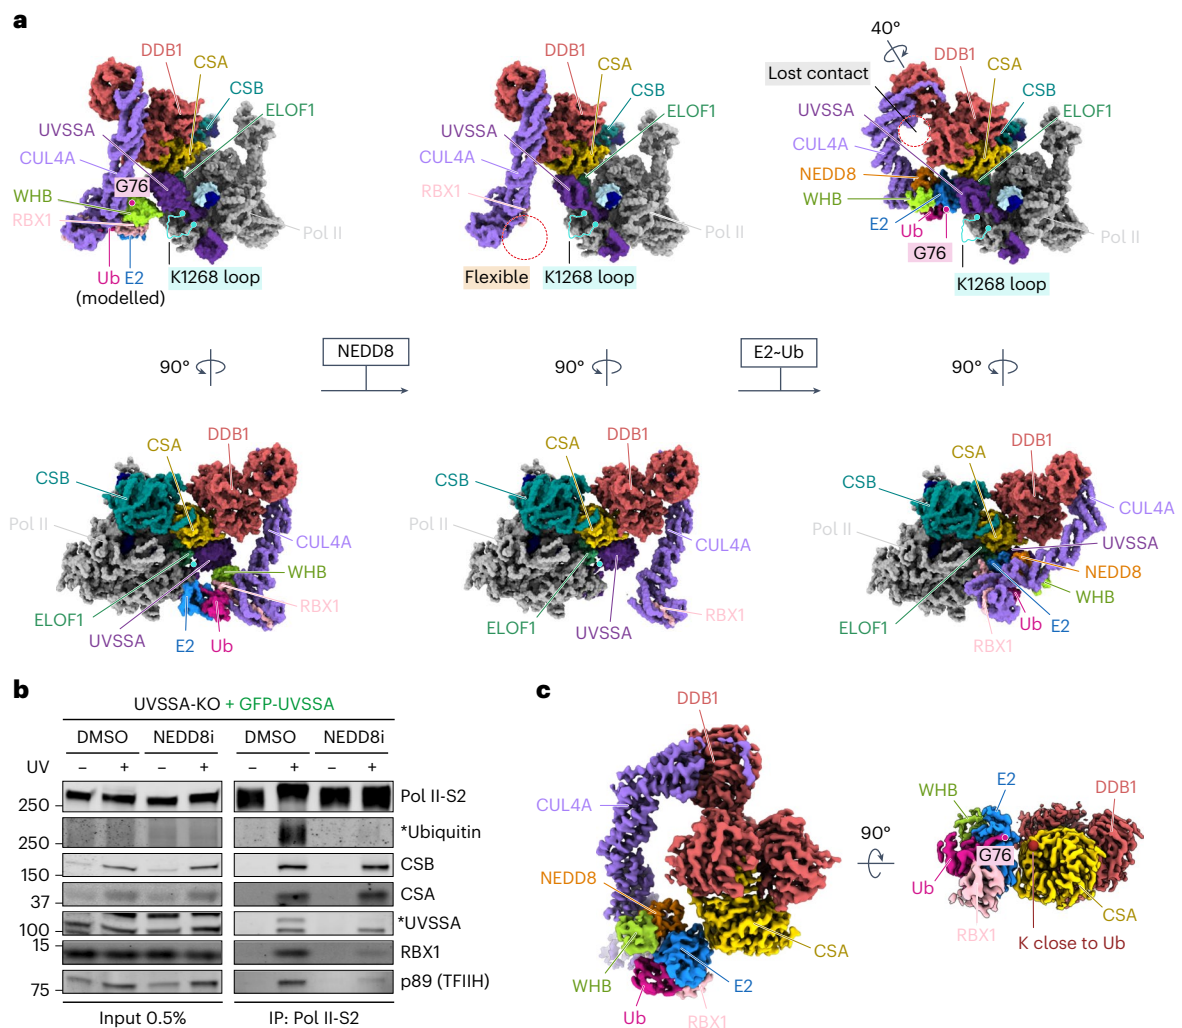 a
DDB1
CSA
CSB
ELOF1
UVSSA
CUL4A
G76
WHB
RBX1
Pol II
Ub E2
(modelled)
K1268 loop
DDB1
CSA
CSB
ELOF1
UVSSA
CUL4A
RBX1
Pol II
Flexible
K1268 loop
40°
Lost contact
DDB1
CSA
CSB
UVSSA
ELOF1
CUL4A
NEDD8
WHB
E2
Ub
G76
Pol II
K1268 loop
90°
NEDD8
90°
E2~Ub
90°
DDB1
CSA
CSB
Pol II
CUL4A
WHB
RBX1
ELOF1
UVSSA
E2
Ub
DDB1
CSA
CSB
Pol II
CUL4A
RBX1
ELOF1
UVSSA
DDB1
CSA
CSB
CUL4A
Pol II
UVSSA
NEDD8
WHB
Ub
E2
ELOF1
RBX1
b
UVSSA-KO + GFP-UVSSA
DMSO NEDD8i DMSO NEDD8i
UV – + – + – + – +
250 Pol II-S2
250 *Ubiquitin
150 CSB
37 CSA
100 *UVSSA
15 RBX1
75 p89 (TFIIH)
Input 0.5% IP: Pol II-S2
c
DDB1
CUL4A
NEDD8
CSA
WHB
E2
Ub
RBX1
90°
E2
WHB
DDB1
G76
Ub
RBX1
CSA
K close to Ub